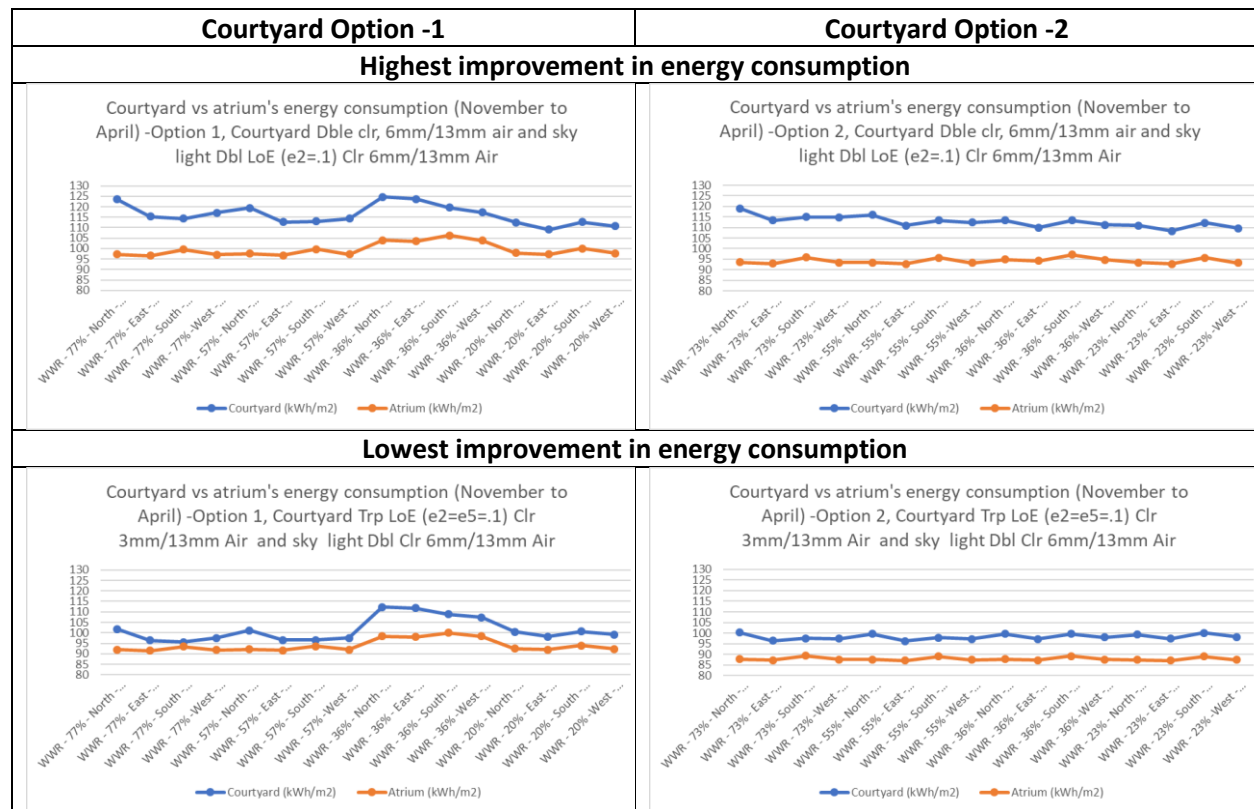 Courtyard Option -1
Courtyard Option -2
Highest improvement in energy consumption
Courtyard vs atrium's energy consumption (November to
April) -Option 1, Courtyard Dble clr, 6mm/13mm air and sky
light Dbl LoE (e2=.1) Clr 6mm/13mm Air
130
125
120
115
110
105
100
95
90
85
80
WWR - 77% - North -...
WWR - 77% - East -...
WWR - 77% - South -...
WWR - 77% -West -...
WWR - 57% - North -...
WWR - 57% - East -...
WWR - 57% - South -...
WWR - 57% -West -...
WWR - 36% - North -...
WWR - 36% - East -...
WWR - 36% - South -...
WWR - 36% -West -...
WWR - 20% - North -...
WWR - 20% - East -...
WWR - 20% - South -...
WWR - 20% -West -...
Courtyard (kWh/m2)
Atrium (kWh/m2)
Courtyard vs atrium's energy consumption (November to
April) -Option 2, Courtyard Dble clr, 6mm/13mm air and sky
light Dbl LoE (e2=.1) Clr 6mm/13mm Air
130
125
120
115
110
105
100
95
90
85
80
WWR - 73% - North -...
WWR - 73% - East -...
WWR - 73% - South -...
WWR - 73% -West -...
WWR - 55% - North -...
WWR - 55% - East -...
WWR - 55% - South -...
WWR - 55% -West -...
WWR - 36% - North -...
WWR - 36% - East -...
WWR - 36% - South -...
WWR - 36% -West -...
WWR - 23% - North -...
WWR - 23% - East -...
WWR - 23% - South -...
WWR - 23% -West -...
Courtyard (kWh/m2)
Atrium (kWh/m2)
Lowest improvement in energy consumption
Courtyard vs atrium's energy consumption (November to
April) -Option 1, Courtyard Trp LoE (e2=e5=.1) Clr
3mm/13mm Air and sky light Dbl Clr 6mm/13mm Air
130
125
120
115
110
105
100
95
90
85
80
WWR - 77% - North -...
WWR - 77% - East -...
WWR - 77% - South -...
WWR - 77% -West -...
WWR - 57% - North -...
WWR - 57% - East -...
WWR - 57% - South -...
WWR - 57% -West -...
WWR - 36% - North -...
WWR - 36% - East -...
WWR - 36% - South -...
WWR - 36% -West -...
WWR - 20% - North -...
WWR - 20% - East -...
WWR - 20% - South -...
WWR - 20% -West -...
Courtyard (kWh/m2)
Atrium (kWh/m2)
Courtyard vs atrium's energy consumption (November to
April) -Option 2, Courtyard Trp LoE (e2=e5=.1) Clr
3mm/13mm Air and sky light Dbl Clr 6mm/13mm Air
130
125
120
115
110
105
100
95
90
85
80
WWR - 73% - North -...
WWR - 73% - East -...
WWR - 73% - South -...
WWR - 73% -West -...
WWR - 55% - North -...
WWR - 55% - East -...
WWR - 55% - South -...
WWR - 55% -West -...
WWR - 36% - North -...
WWR - 36% - East -...
WWR - 36% - South -...
WWR - 36% -West -...
WWR - 23% - North -...
WWR - 23% - East -...
WWR - 23% - South -...
WWR - 23% -West -...
Courtyard (kWh/m2)
Atrium (kWh/m2)